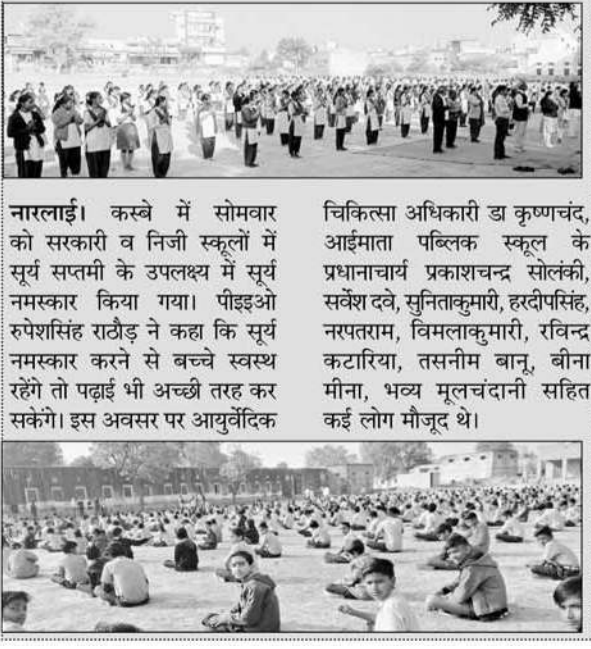 नारलाई। कस्बे में सोमवार
को सरकारी व निजी स्कूलों में
सूर्य सप्तमी के उपलक्ष्य में सूर्य
नमस्कार किया गया। पीइइओ
रुपेशसिंह राठौड़ ने कहा कि सूर्य
नमस्कार करने से बच्चे स्वस्थ
रहेंगे तो पढ़ाई भी अच्छी तरह कर
सकेंगे। इस अवसर पर आयुर्वेदिक
चिकित्सा अधिकारी डा कृष्णचंद,
आईमाता पब्लिक स्कूल के
प्रधानाचार्य प्रकाशचन्द्र सोलंकी,
सर्वेश दवे, सुनिताकुमारी, हरदीपसिंह,
नरपतराम, विमलाकुमारी, रविन्द्र
कटारिया, तसनीम बानू, बीना
मीना, भव्य मूलचंदानी सहित
कई लोग मौजूद थे।